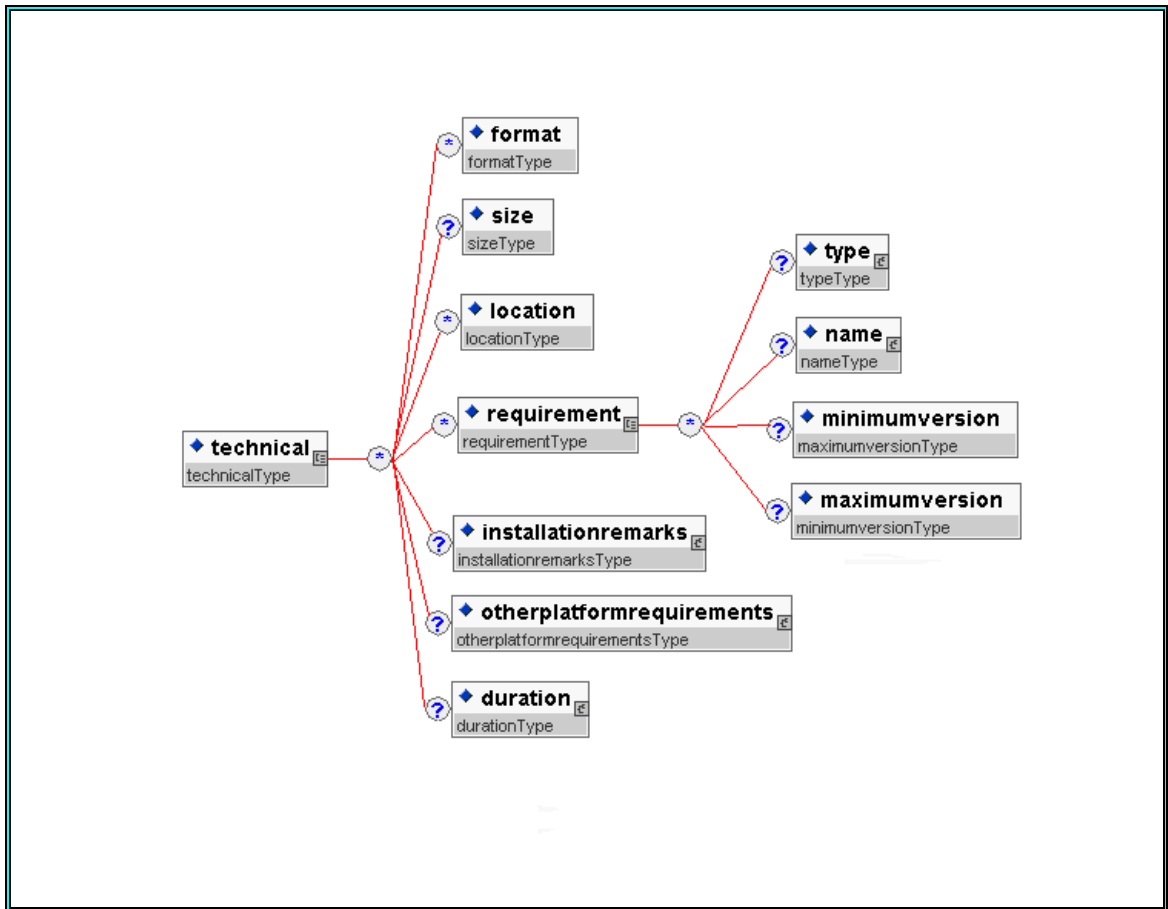 format
formatType
size
sizeType
location
locationType
requirement
requirementType
technical
technicalType
installationremarks
installationremarksType
otherplatformrequirements
otherplatformrequirementsType
duration
durationType
type
typeType
name
nameType
minimumversion
maximumversionType
maximumversion
minimumversionType
*
?
*
*
?
?
?
*
*
?
?
?
?